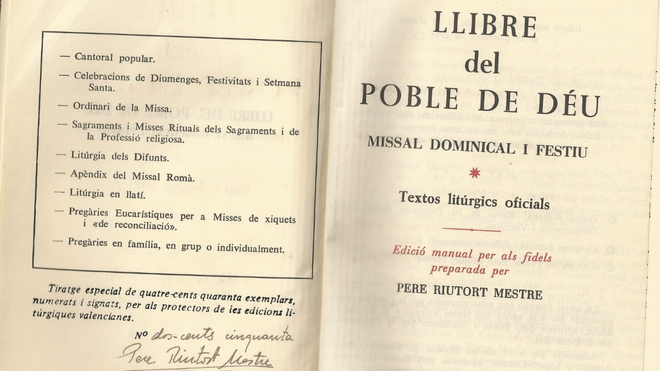 — Cantoral popular.
— Celebracions de Diumenges, Festivitats i Setmana
Santa.
— Ordinari de la Missa.
— Sagraments i Misses Rituals dels Sagraments i de
la Professió religiosa.
— Litúrgia dels Difunts.
— Apèndix del Missal Romà.
— Litúrgia en llatí.
— Pregàries Eucarístiques per a Misses de xiquets
i «de reconciliació».
— Pregàries en família, en grup o individualment.
Tiratge especial de quatre-cents quaranta exemplars,
numerats i signats, per als protectors de les edicions li-
túrgiques valencianes.
Nº dos-cents cinquanta
Pere Riutort Mestre
LLIBRE
del
POBLE DE DÉU
MISSAL DOMINICAL I FESTIU
*
Textos litúrgics oficials
Edició manual per als fidels
preparada per
PERE RIUTORT MESTRE